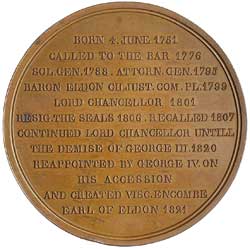 BORN 4. JUNE 1751
CALLED TO THE BAR 1776
SOL. GEN. 1788. ATTORN. GEN. 1793
BARON ELDON CH. JUST. COM. PL. 1799
LORD CHANCELLOR 1801
RESIG. THE SEALS 1806. RECALLED 1807
CONTINUED LORD CHANCELLOR UNTILL
THE DEMISE OF GEORGE III. 1820
REAPPOINTED BY GEORGE IV. ON
HIS ACCESSION
AND CREATED VISC. ENCOMBE
EARL OF ELDON 1821